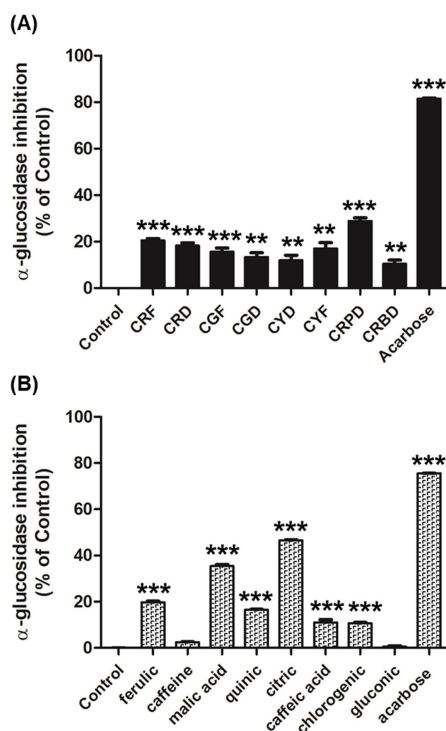 (A)
α-glucosidase inhibition
(% of Control)
100
80
60
40
20
0
***
***
***
**
**
**
***
**
***
Control
CRF
CRD
CGF
CGD
CYD
CYF
CRPD
CRBD
Acarbose
(B)
α-glucosidase inhibition
(% of Control)
100
80
60
40
20
0
***
***
***
***
***
***
***
Control
ferulic
caffeine
malic acid
quinic
citric
caffeic acid
chlorogenic
gluconic
acarbose